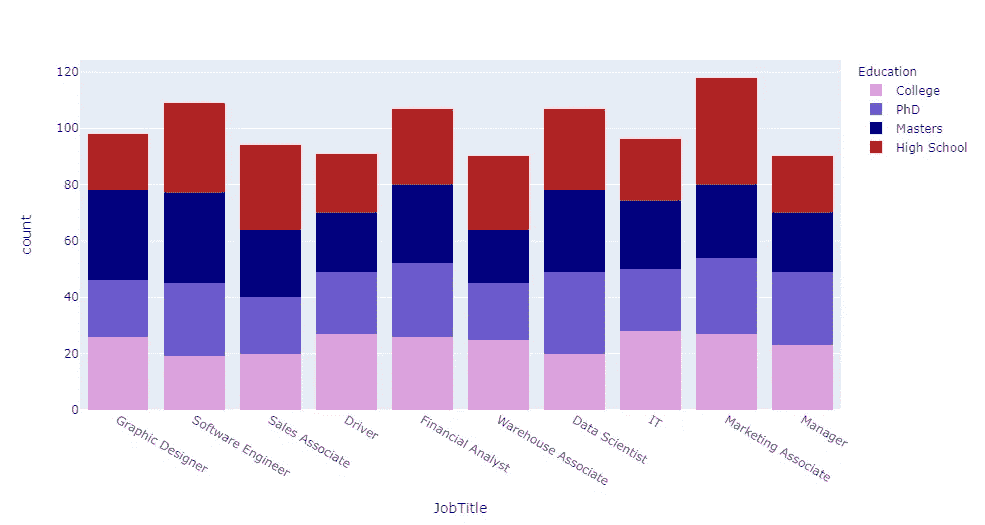 Education
College
PhD
Masters
High School
count
120
100
80
60
40
20
0
Graphic Designer
Software Engineer
Sales Associate
Driver
Financial Analyst
Warehouse Associate
Data Scientist
IT
Marketing Associate
Manager
JobTitle